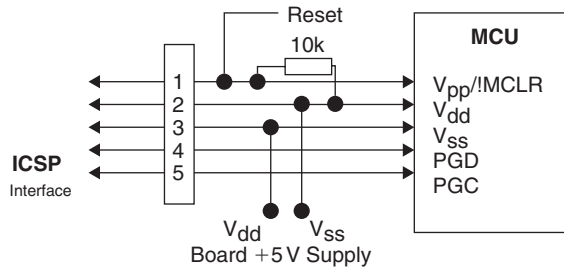 Reset
10k
MCU
1
2
3
4
5
Vpp/!MCLR
Vdd
Vss
PGD
PGC
ICSP
Interface
Vdd Vss
Board +5 V Supply